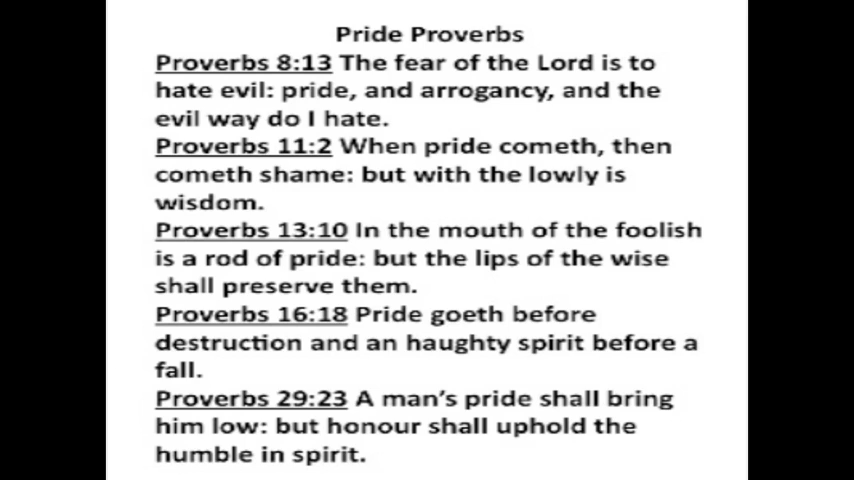 Pride Proverbs
Proverbs 8:13 The fear of the Lord is to
hate evil: pride, and arrogancy, and the
evil way do I hate.
Proverbs 11:2 When pride cometh, then
cometh shame: but with the lowly is
wisdom.
Proverbs 13:10 In the mouth of the foolish
is a rod of pride: but the lips of the wise
shall preserve them.
Proverbs 16:18 Pride goeth before
destruction and an haughty spirit before a
fall.
Proverbs 29:23 A man's pride shall bring
him low: but honour shall uphold the
humble in spirit.